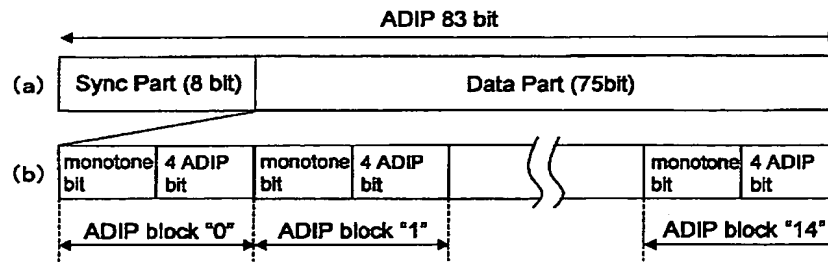 ADIP 83 bit
(a) Sync Part (8 bit) Data Part (75bit)
(b) monotone bit 4 ADIP bit monotone bit 4 ADIP bit monotone bit 4 ADIP bit
ADIP block "0" ADIP block "1" ADIP block "14"